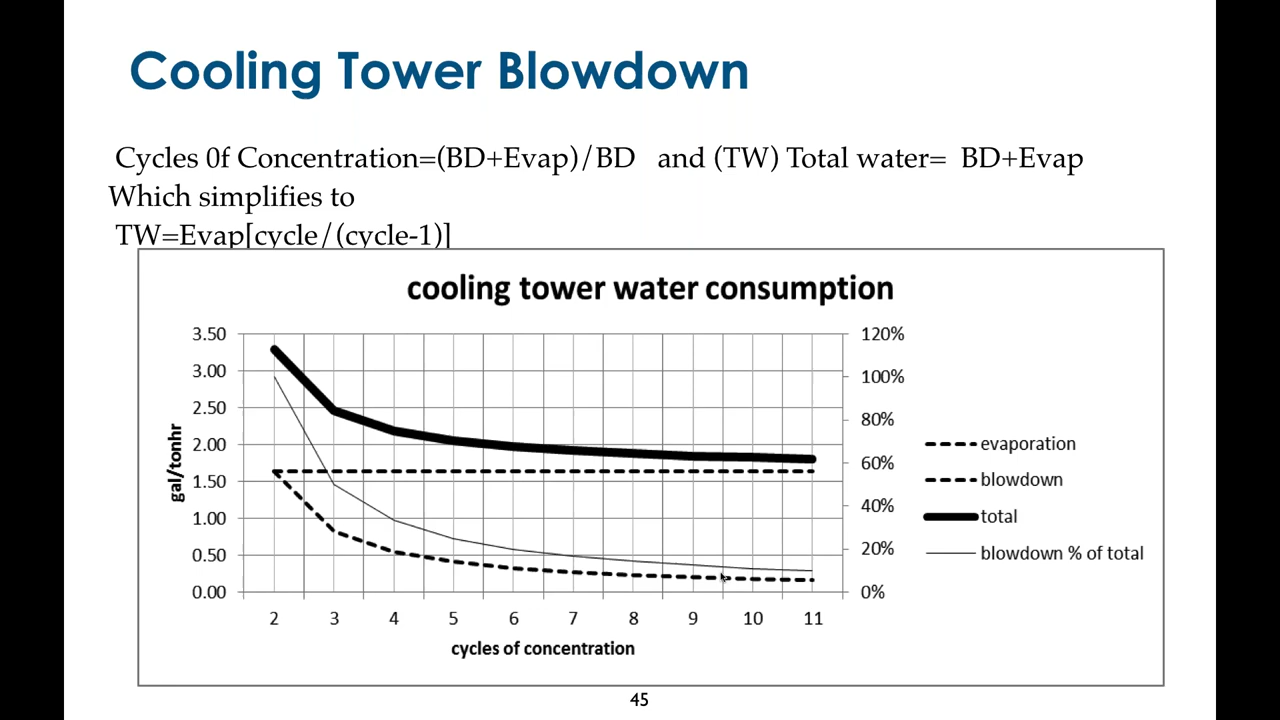 Cooling Tower Blowdown
Cycles 0f Concentration=(BD+Evap)/BD and (TW) Total water= BD+Evap
Which simplifies to
TW=Evap[cycle/(cycle-1)]
cooling tower water consumption
3.50
3.00
2.50
2.00
1.50
1.00
0.50
0.00
gal/tonhr
120%
100%
80%
60%
40%
20%
0%
2 3 4 5 6 7 8 9 10 11
cycles of concentration
evaporation
blowdown
total
blowdown % of total
45